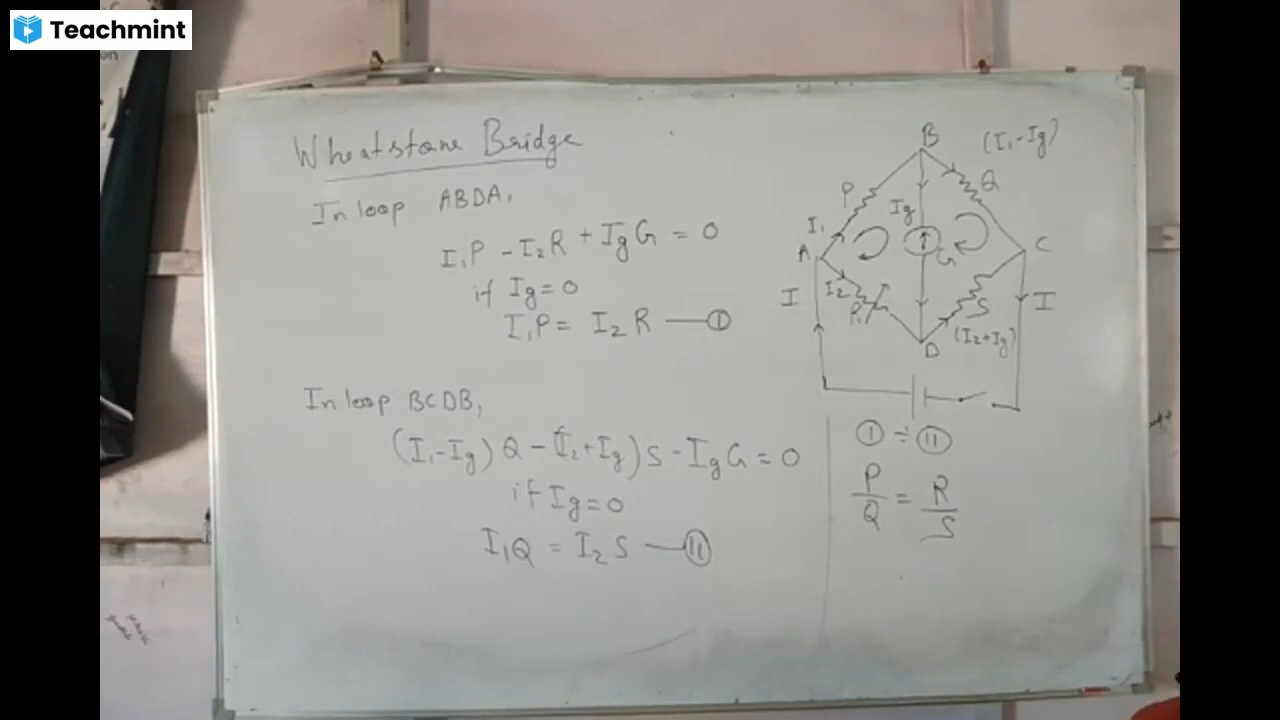 Teachmint
Wheatstone Bridge
In loop ABDA,
I₁P - I₂R + IgG = 0
if Ig = 0
I₁P = I₂R —①
In loop BCDB,
(I₁-Ig)Q - (I₂+Ig)S - IgG = 0
if Ig = 0
I₁Q = I₂S —⑪
B
(I₁-Ig)
P
Q
Ig
I₁
A
G
C
I
I₂
R
S
I
D
(I₂+Ig)
① ÷ ⑪
P/Q = R/S